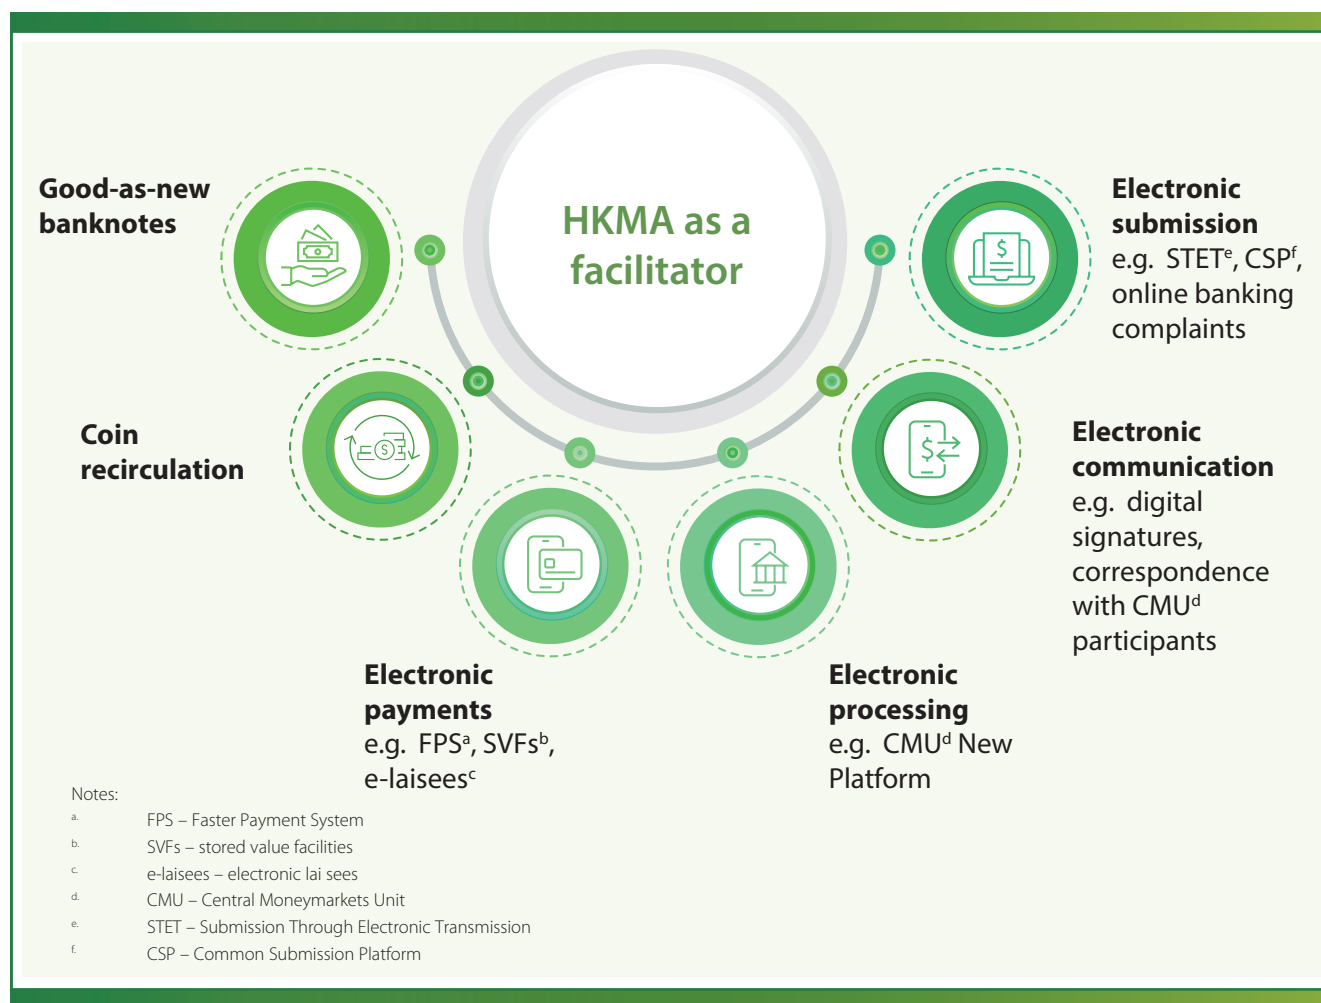 HKMA as a
facilitator
Good-as-new
banknotes
Coin
recirculation
Electronic
payments
e.g. FPSᵃ, SVFsᵇ,
e-laiseesᶜ
Electronic
processing
e.g. CMUᵈ New
Platform
Electronic
communication
e.g. digital
signatures,
correspondence
with CMUᵈ
participants
Electronic
submission
e.g. STETᵉ, CSPᶠ,
online banking
complaints
Notes:
a. FPS – Faster Payment System
b. SVFs – stored value facilities
c. e-laisees – electronic lai sees
d. CMU – Central Moneymarkets Unit
e. STET – Submission Through Electronic Transmission
f. CSP – Common Submission Platform